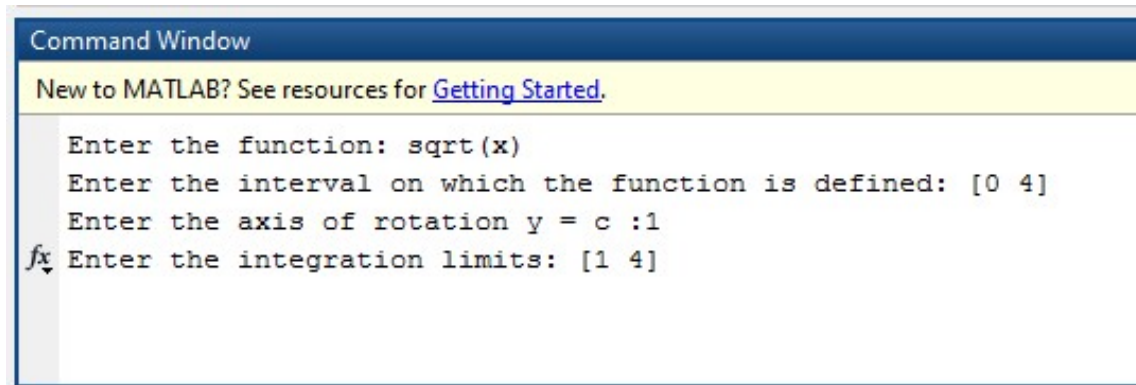 Command Window
New to MATLAB? See resources for Getting Started.
Enter the function: sqrt(x)
Enter the interval on which the function is defined: [0 4]
Enter the axis of rotation y = c :1
fx Enter the integration limits: [1 4]